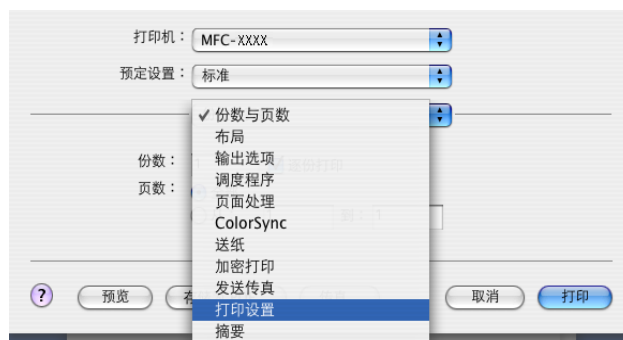 打印机：
MFC-XXXX
预定设置：
标准
✓ 份数与页数
布局
份数：
输出选项
调度程序
页数：
页面处理
ColorSync
送纸
加密打印
发送传真
打印设置
摘要
?
预览
取消
打印